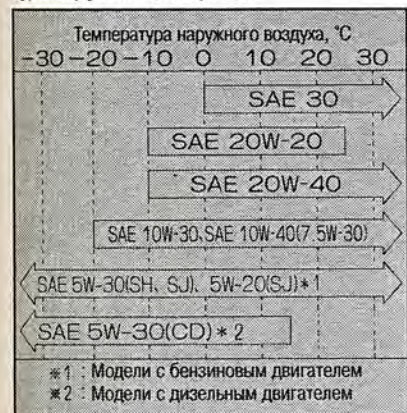 Температура наружного воздуха, °C
-30 -20 -10 0 10 20 30
SAE 30
SAE 20W-20
SAE 20W-40
SAE 10W-30, SAE 10W-40(7.5W-30)
SAE 5W-30(SH, SJ), 5W-20(SJ)*1
SAE 5W-30(CD)*2
*1 : Модели с бензиновым двигателем
*2 : Модели с дизельным двигателем